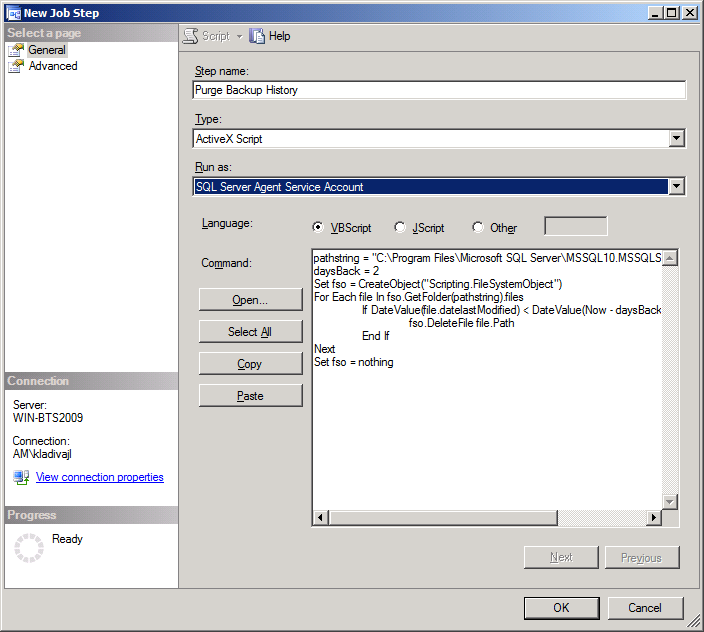 New Job Step
Select a page
General
Advanced
Script
Help
Step name:
Purge Backup History
Type:
ActiveX Script
Run as:
SQL Server Agent Service Account
Language:
VBScript
JScript
Other
Command:
Open...
Select All
Copy
Paste
pathstring = "C:\Program Files\Microsoft SQL Server\MSSQL10.MSSQLS
daysBack = 2
Set fso = CreateObject("Scripting.FileSystemObject")
For Each file In fso.GetFolder(pathstring).files
If DateValue(file.datelastModified) < DateValue(Now - daysBack
fso.DeleteFile file.Path
End If
Next
Set fso = nothing
Connection
Server:
WIN-BTS2009
Connection:
AM\kladivajl
View connection properties
Progress
Ready
Next
Previous
OK
Cancel